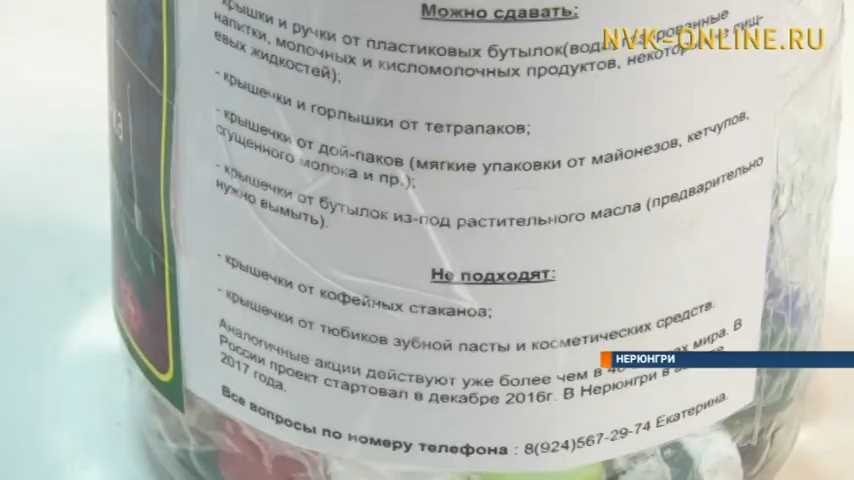 Можно сдавать:
NVK-ONLINE.RU
крышки и ручки от пластиковых бутылок(вода, газированные
напитки, молочных и кисломолочных продуктов, некоторые пищ-
евых жидкостей);
- крышечки и горлышки от тетрапаков;
- крышечки от дой-паков (мягкие упаковки от майонезов, кетчупов,
сгущенного молока и пр.);
- крышечки от бутылок из-под растительного масла (предварительно
нужно вымыть).
Не подходят:
- крышечки от кофейных стаканов;
- крышечки от тюбиков зубной пасты и косметических средств.
Аналогичные акции действуют уже более чем в мира. В
России проект стартовал в декабре 2016г. В Нерюнгри в
2017 года.
НЕРЮНГРИ
Все вопросы по номеру телефона : 8(924)567-29-74 Екатерина.